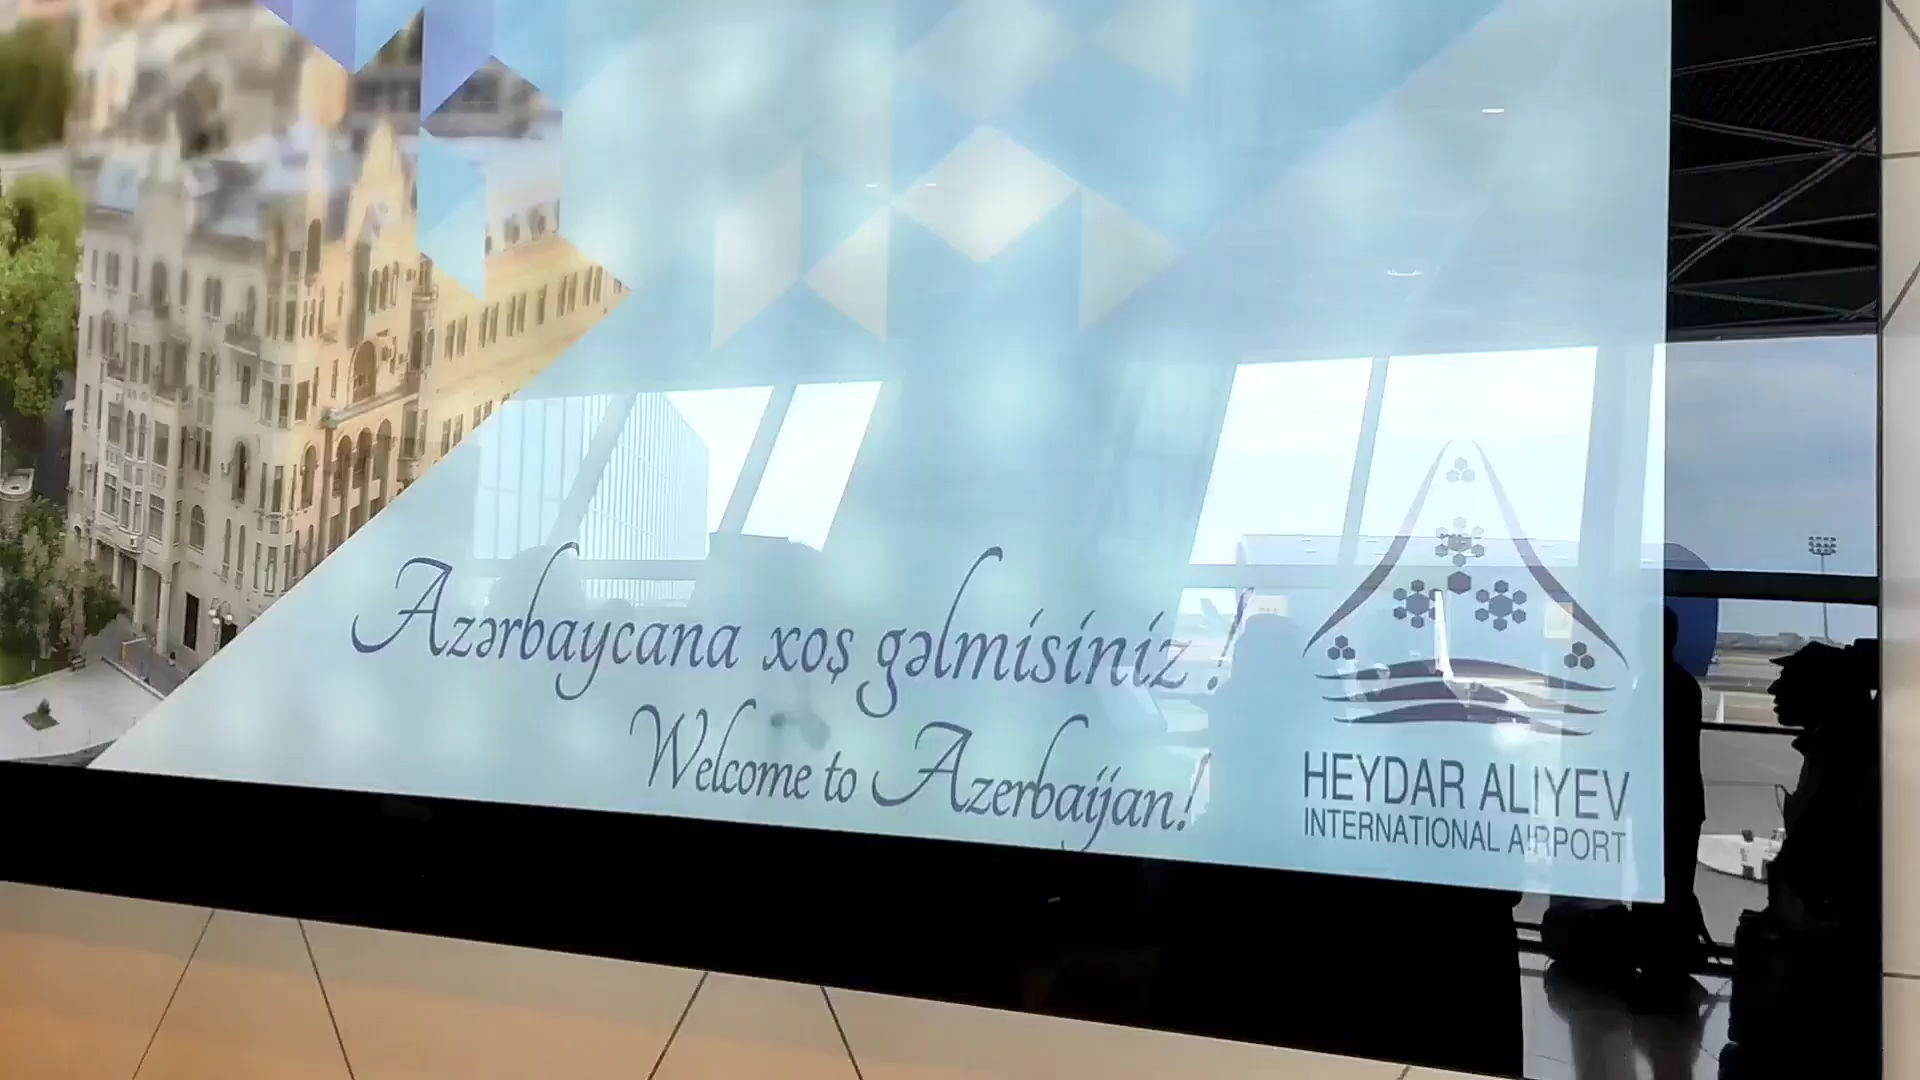 Azərbaycana xoş gəlmisiniz !
Welcome to Azerbaijan!
HEYDAR ALIYEV
INTERNATIONAL AIRPORT